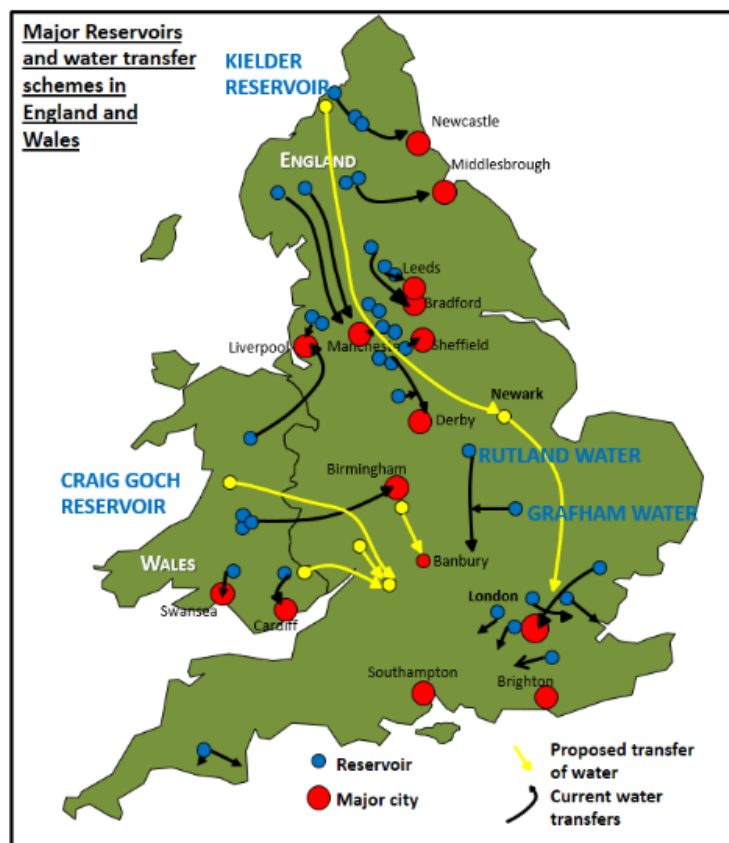 Major Reservoirs
and water transfer
schemes in
England and
Wales
KIELDER
RESERVOIR
Newcastle
Middlesbrough
ENGLAND
Leeds
Bradford
Liverpool
Manchester
Sheffield
Newark
Derby
RUTLAND WATER
Birmingham
CRAIG GOCH
RESERVOIR
GRAFHAM WATER
WALES
Banbury
London
Swansea
Cardiff
Southampton
Brighton
Reservoir
Major city
Proposed transfer
of water
Current water
transfers